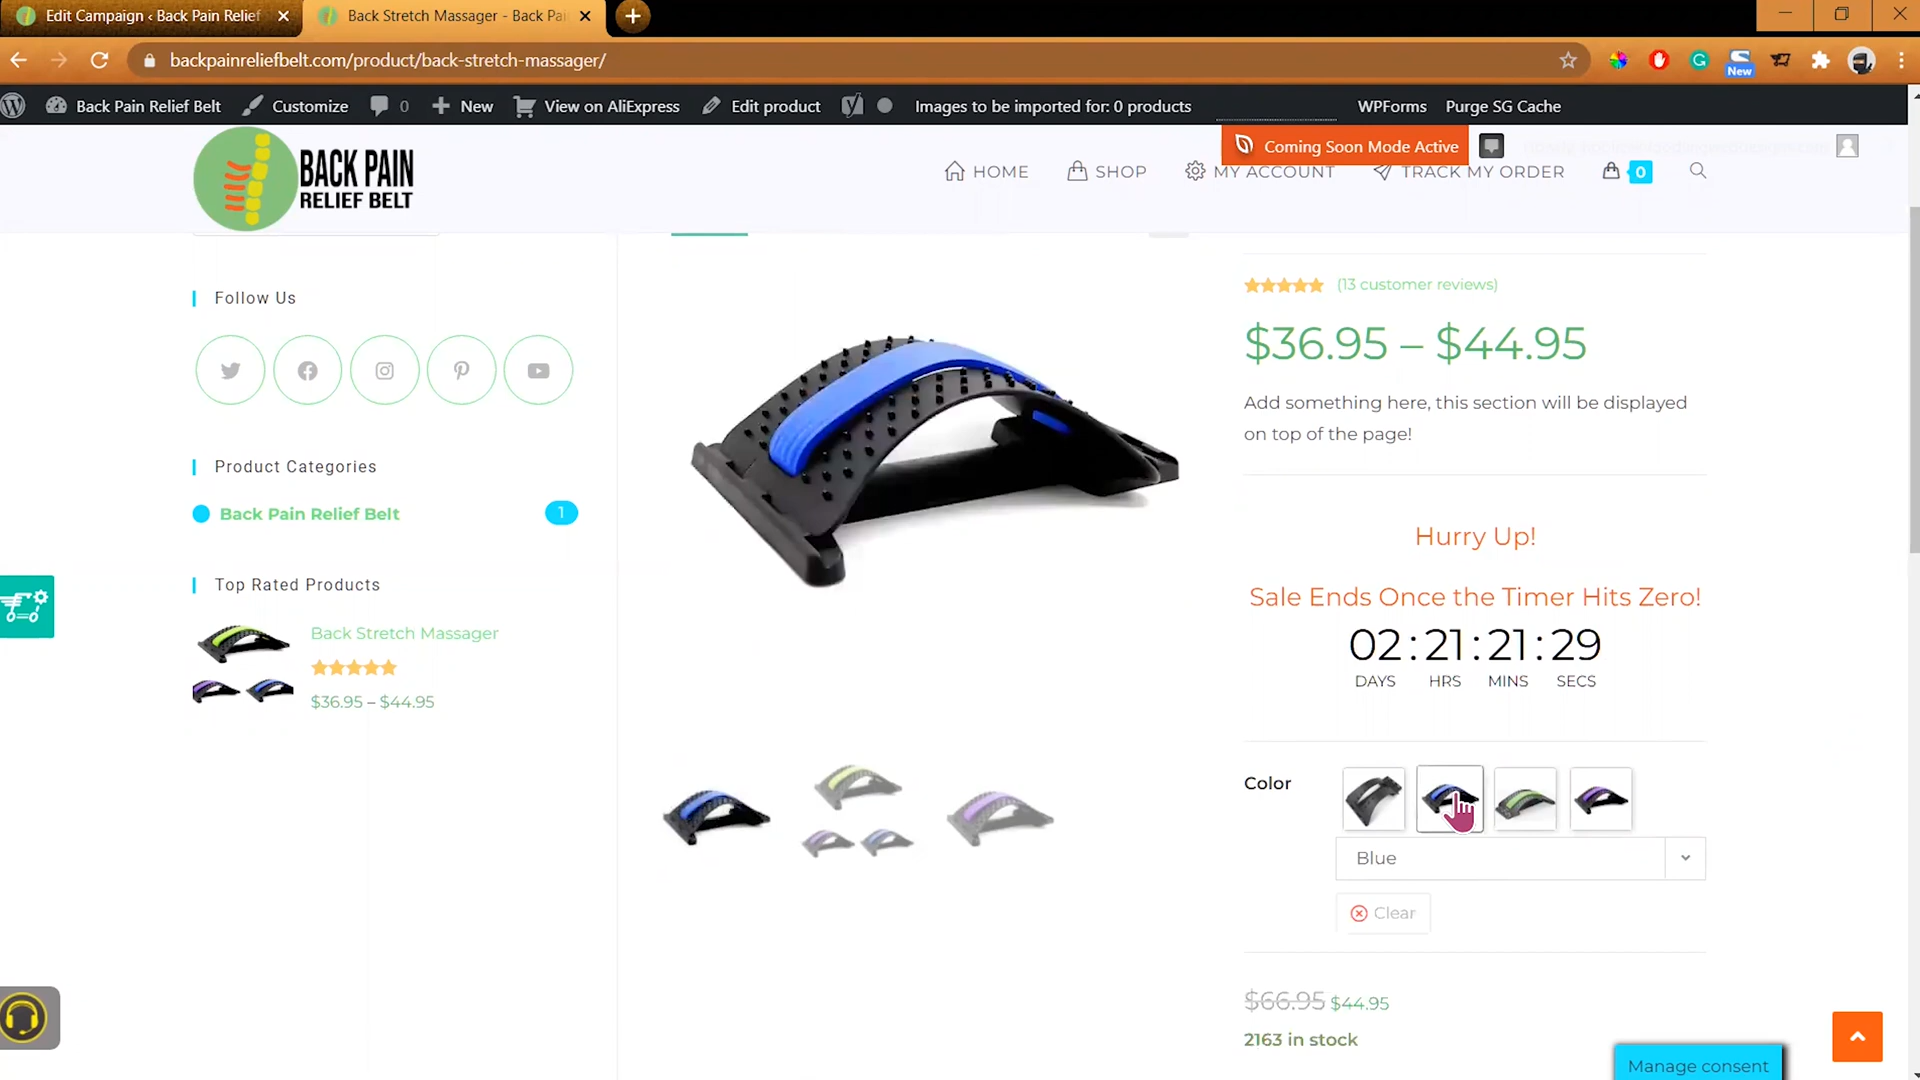 Edit Campaign ‹ Back Pain Relief
Back Stretch Massager - Back Pai
backpainreliefbelt.com/product/back-stretch-massager/
New
Back Pain Relief Belt
Customize
0
New
View on AliExpress
Edit product
Images to be imported for: 0 products
WPForms
Purge SG Cache
Coming Soon Mode Active
BACK PAIN
RELIEF BELT
HOME
SHOP
MY ACCOUNT
TRACK MY ORDER
0
Follow Us
Product Categories
Back Pain Relief Belt
1
Top Rated Products
Back Stretch Massager
$36.95 – $44.95
(13 customer reviews)
$36.95 – $44.95
Add something here, this section will be displayed
on top of the page!
Hurry Up!
Sale Ends Once the Timer Hits Zero!
02 : 21 : 21 : 29
DAYS HRS MINS SECS
Color
Blue
Clear
$66.95 $44.95
2163 in stock
Manage consent